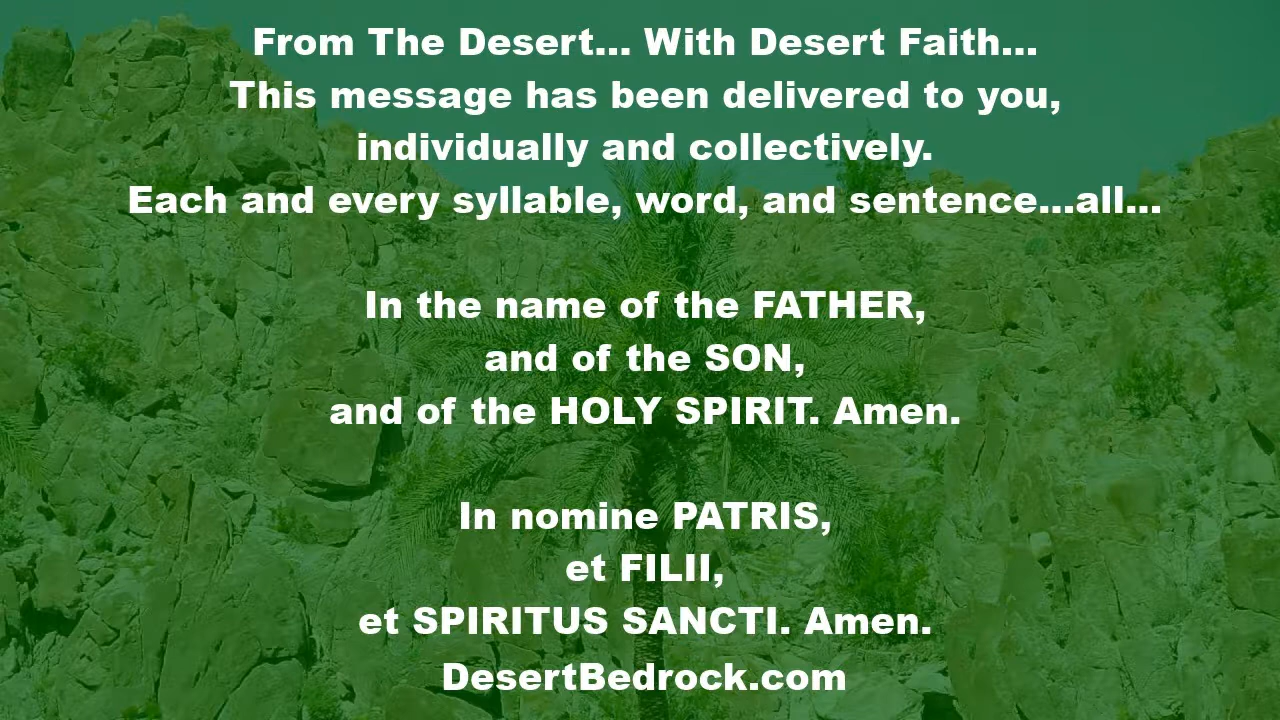 From The Desert... With Desert Faith...
This message has been delivered to you,
individually and collectively.
Each and every syllable, word, and sentence...all...
In the name of the FATHER,
and of the SON,
and of the HOLY SPIRIT. Amen.
In nomine PATRIS,
et FILII,
et SPIRITUS SANCTI. Amen.
DesertBedrock.com